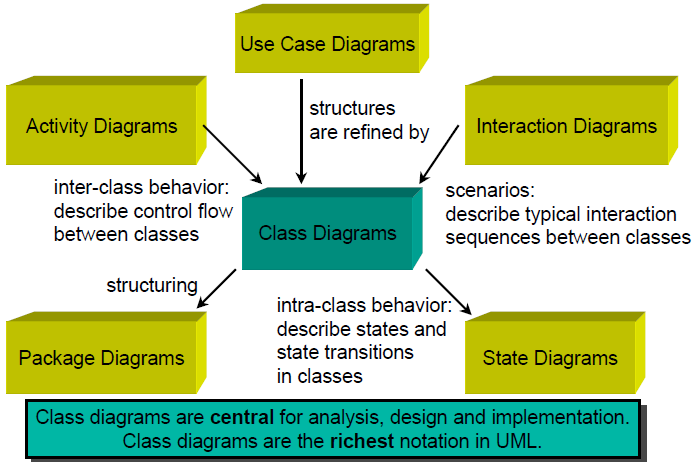 Use Case Diagrams
Activity Diagrams
structures
are refined by
Interaction Diagrams
inter-class behavior:
describe control flow
between classes
Class Diagrams
scenarios:
describe typical interaction
sequences between classes
structuring
intra-class behavior:
describe states and
state transitions
in classes
Package Diagrams
State Diagrams
Class diagrams are central for analysis, design and implementation.
Class diagrams are the richest notation in UML.